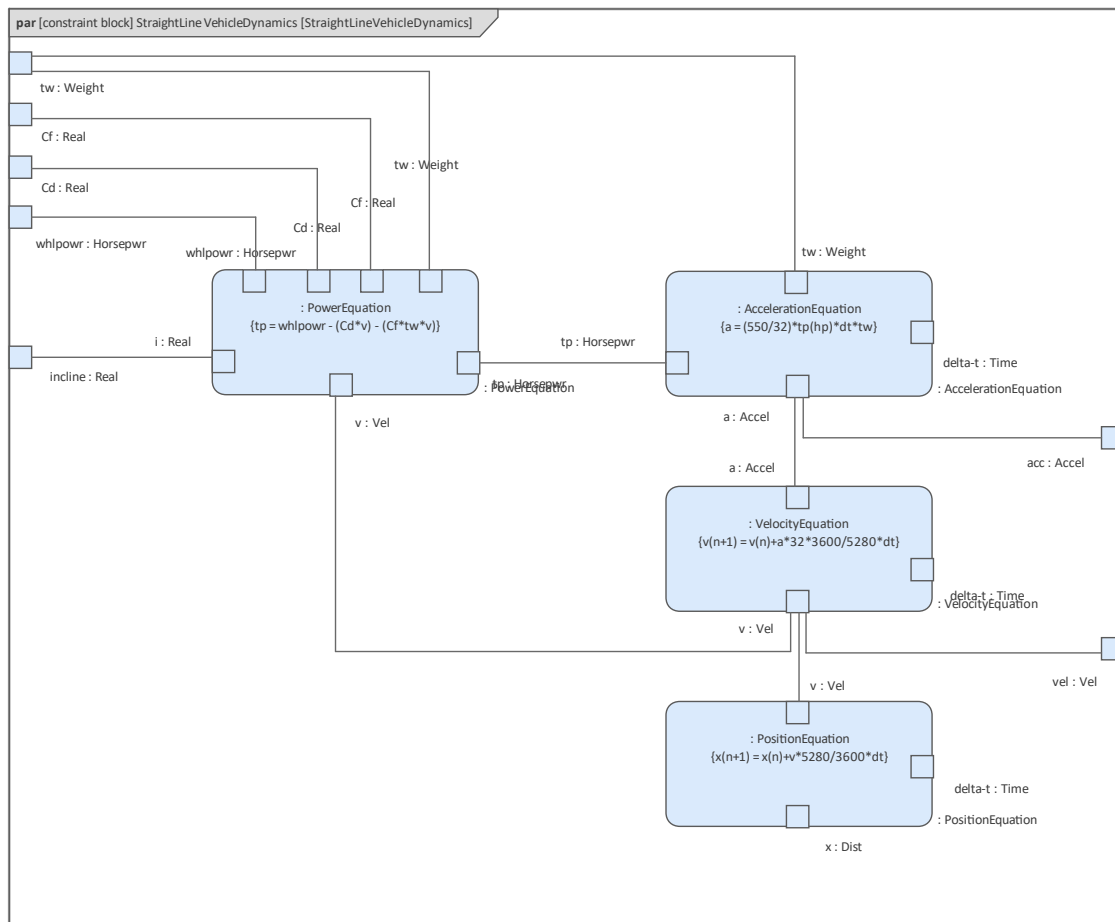 par [constraint block] StraightLine VehicleDynamics [StraightLineVehicleDynamics]
tw : Weight
Cf : Real
tw : Weight
Cd : Real
Cf : Real
Cd : Real
whlpowr : Horsepwr
whlpowr : Horsepwr
tw : Weight
: PowerEquation
{tp = whlpowr - (Cd*v) - (Cf*tw*v)}
: AccelerationEquation
{a = (550/32)*tp(hp)*dt*tw}
i : Real
tp : Horsepwr
delta-t : Time
incline : Real
tp : Horsepwr
: PowerEquation
: AccelerationEquation
v : Vel
a : Accel
acc : Accel
a : Accel
: VelocityEquation
{v(n+1) = v(n)+a*32*3600/5280*dt}
delta-t : Time
: VelocityEquation
v : Vel
vel : Vel
v : Vel
: PositionEquation
{x(n+1) = x(n)+v*5280/3600*dt}
delta-t : Time
: PositionEquation
x : Dist